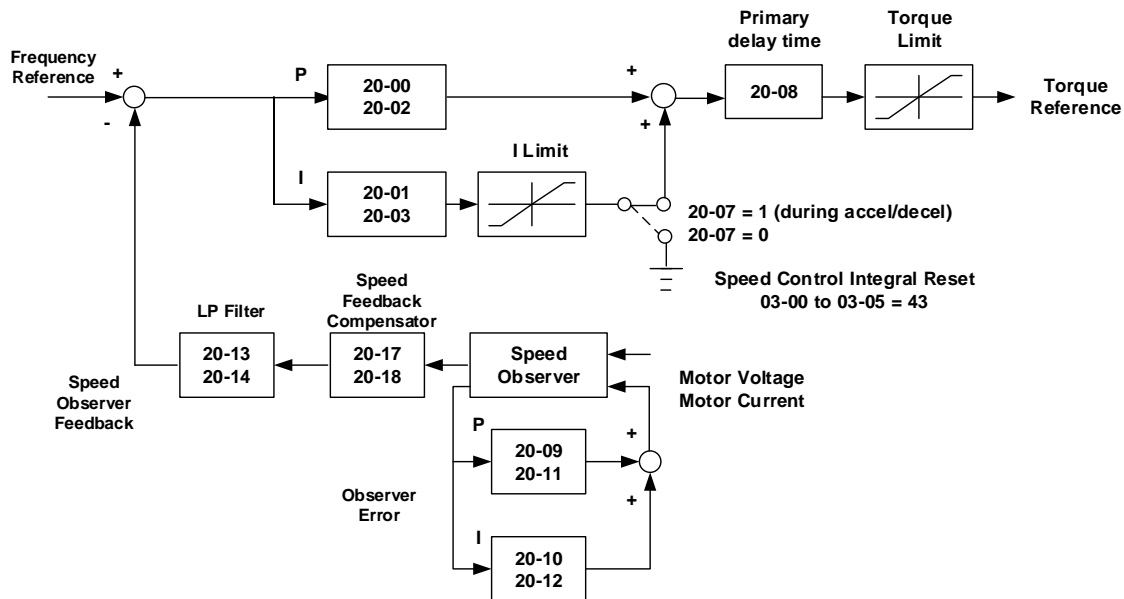 Primary
delay time
Torque
Limit
Frequency
Reference
+
-
P
20-00
20-02
+
+
20-08
Torque
Reference
I Limit
I
20-01
20-03
20-07 = 1 (during accel/decel)
20-07 = 0
Speed Control Integral Reset
03-00 to 03-05 = 43
LP Filter
Speed
Feedback
Compensator
20-13
20-14
20-17
20-18
Speed
Observer
Motor Voltage
Motor Current
Speed
Observer
Feedback
P
20-09
20-11
+
+
Observer
Error
I
20-10
20-12